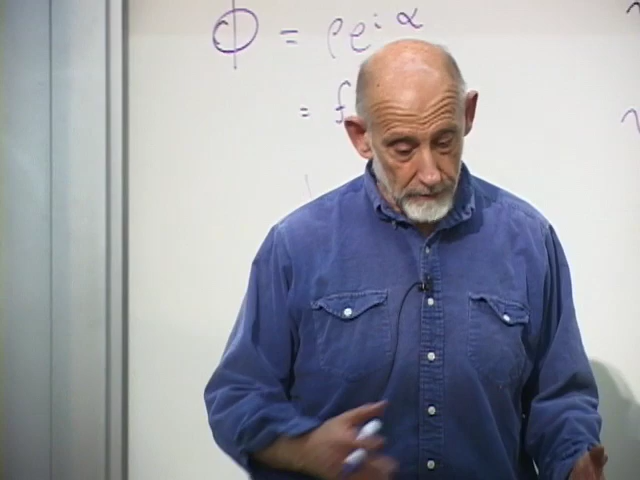 ϕ = ρe^{iα}
= f